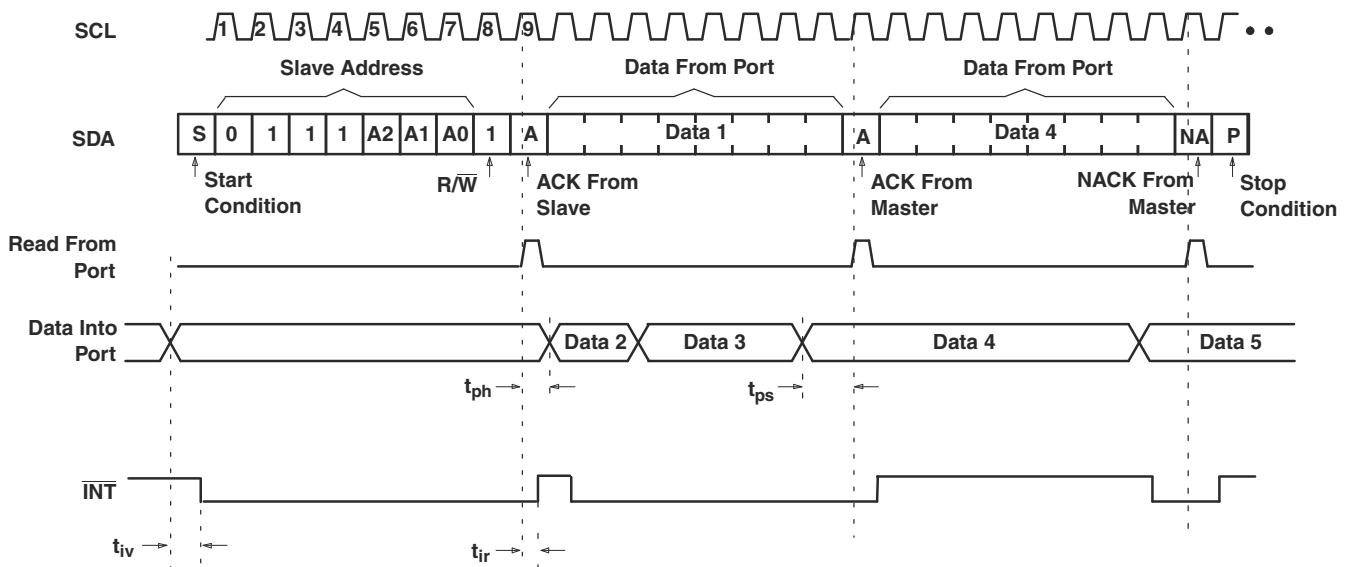 SCL 1 2 3 4 5 6 7 8 9
Slave Address Data From Port Data From Port
SDA S 0 1 1 1 A2 A1 A0 1 A Data 1 A Data 4 NA P
Start Condition
R/W
ACK From Slave
ACK From Master
NACK From Master
Stop Condition
Read From Port
Data Into Port
Data 2 Data 3 Data 4 Data 5
tph
tps
INT
tiv
tir